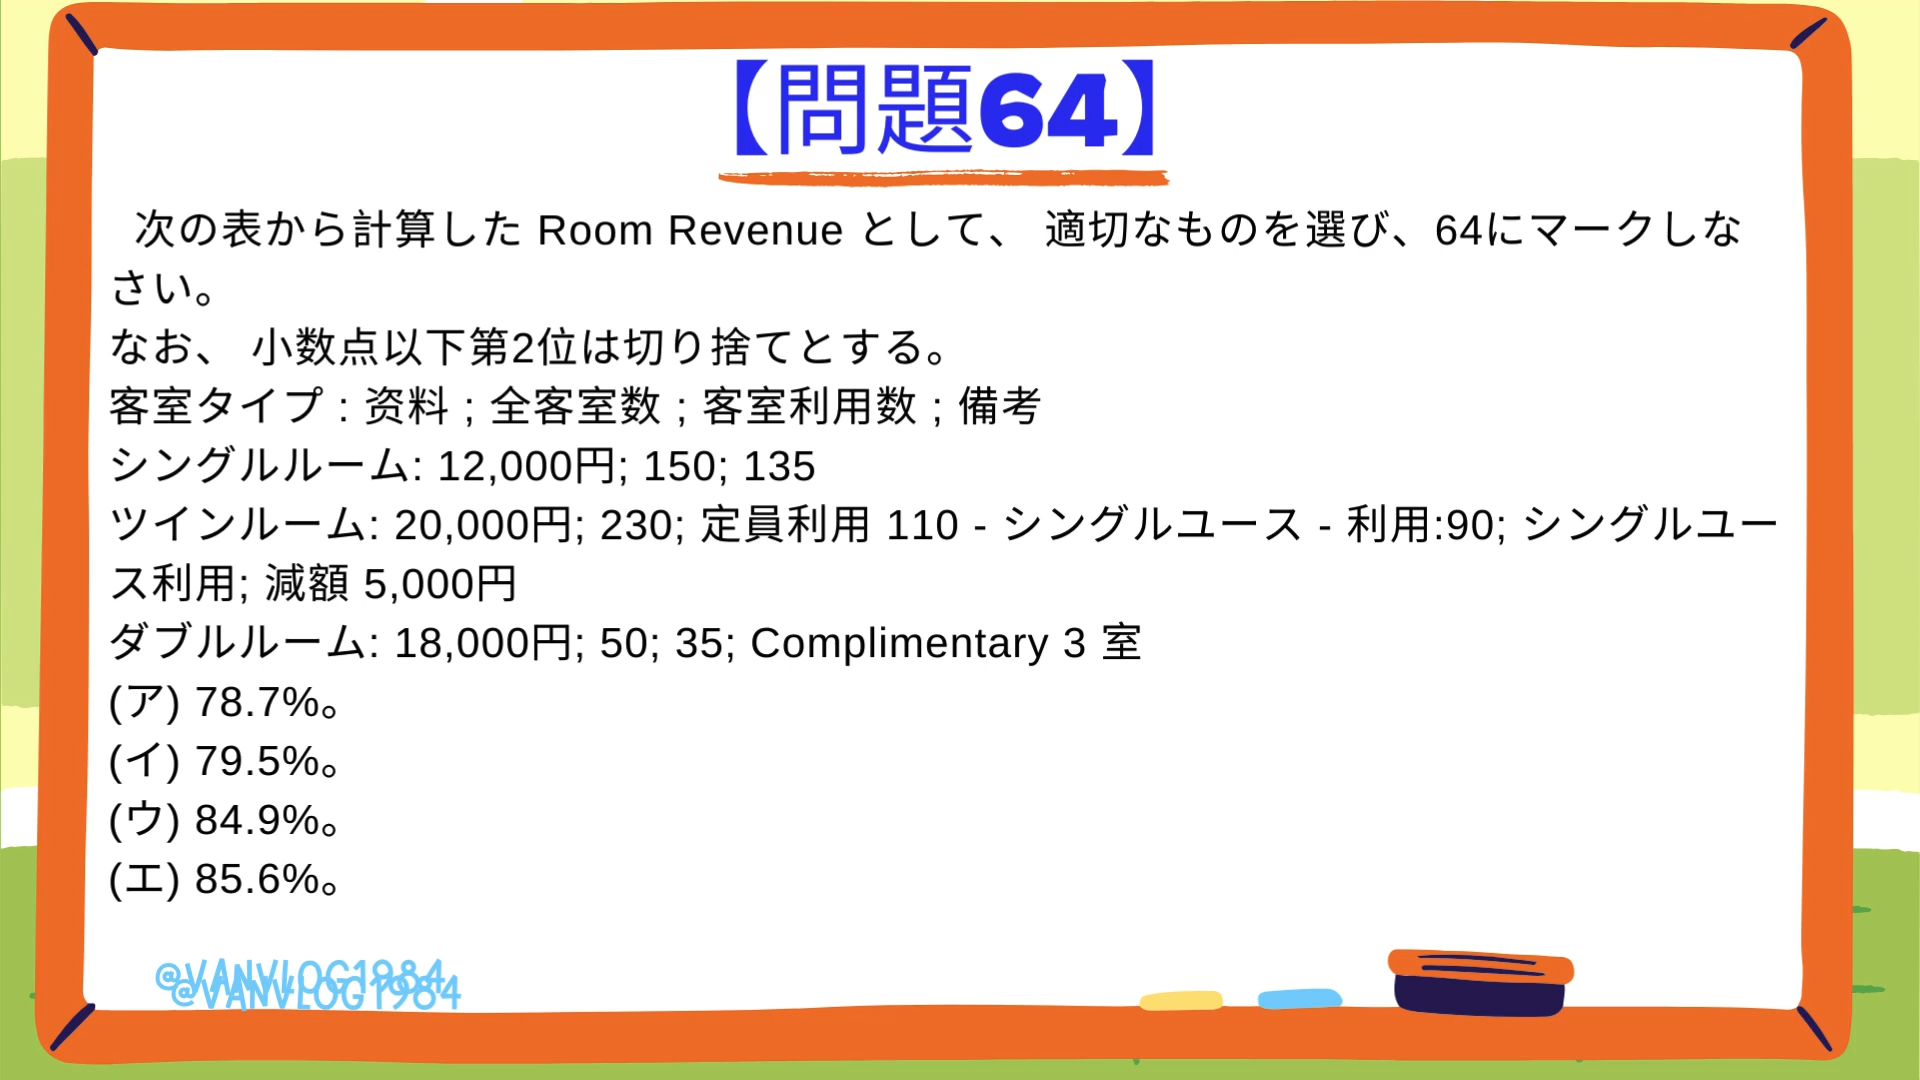 【問題64】
次の表から計算した Room Revenue として、 適切なものを選び、64にマークしな
さい。
なお、 小数点以下第2位は切り捨てとする。
客室タイプ : 资料 ; 全客室数 ; 客室利用数 ; 備考
シングルルーム: 12,000円; 150; 135
ツインルーム: 20,000円; 230; 定員利用 110 - シングルユース - 利用:90; シングルユー
ス利用; 減額 5,000円
ダブルルーム: 18,000円; 50; 35; Complimentary 3 室
(ア) 78.7%。
(イ) 79.5%。
(ウ) 84.9%。
(エ) 85.6%。
@VANVLOG1984
@VANVLOG1984